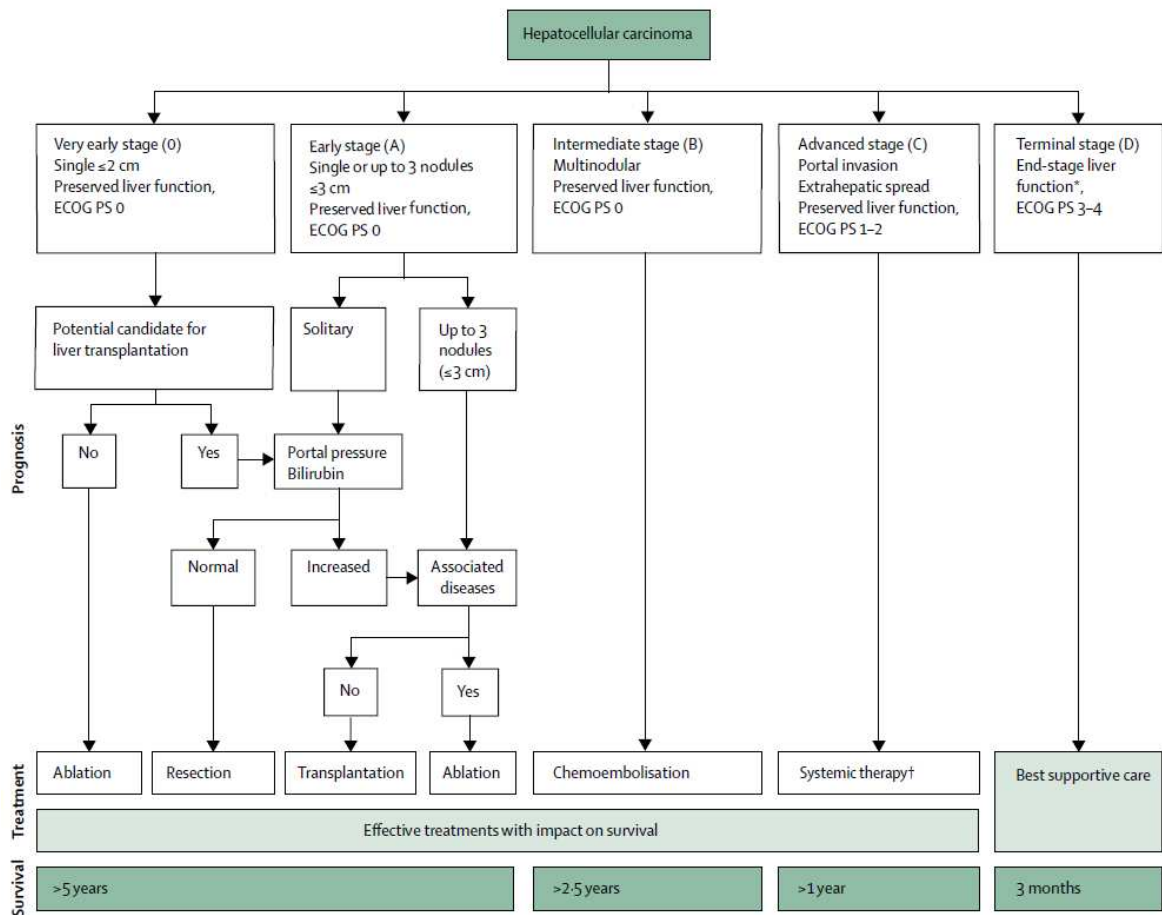 Hepatocellular carcinoma
Very early stage (0)
Single ≤2 cm
Preserved liver function,
ECOG PS 0
Early stage (A)
Single or up to 3 nodules
≤3 cm
Preserved liver function,
ECOG PS 0
Intermediate stage (B)
Multinodular
Preserved liver function,
ECOG PS 0
Advanced stage (C)
Portal invasion
Extrahepatic spread
Preserved liver function,
ECOG PS 1–2
Terminal stage (D)
End-stage liver
function*,
ECOG PS 3–4
Potential candidate for
liver transplantation
Solitary
Up to 3
nodules
(≤3 cm)
Prognosis
No
Yes
Portal pressure
Bilirubin
Normal
Increased
Associated
diseases
No
Yes
Treatment
Ablation
Resection
Transplantation
Ablation
Chemoembolisation
Systemic therapy†
Best supportive care
Effective treatments with impact on survival
Survival
>5 years
>2·5 years
>1 year
3 months